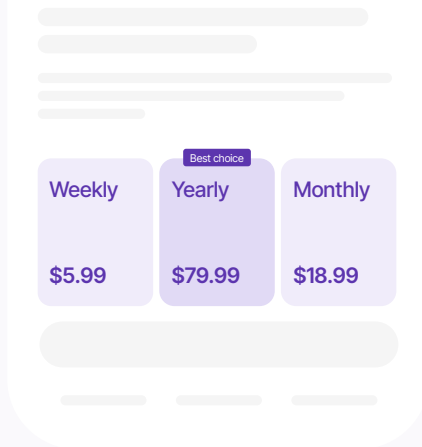 Best choice
Weekly
Yearly
Monthly
$5.99
$79.99
$18.99